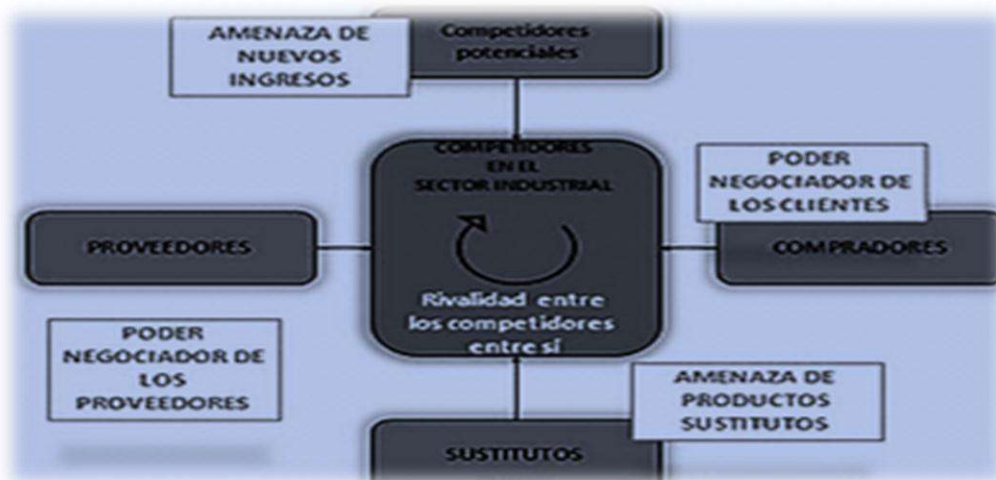 AMENAZA DE
NUEVOS
INGRESOS
Competidores
potenciales
COMPETIDORES
EN EL
SECTOR INDUSTRIAL
Rivalidad entre
los competidores
entre sí
PODER
NEGOCIADOR DE
LOS CLIENTES
PROVEEDORES
COMPRADORES
PODER
NEGOCIADOR DE
LOS
PROVEEDORES
AMENAZA DE
PRODUCTOS
SUSTITUTOS
SUSTITUTOS